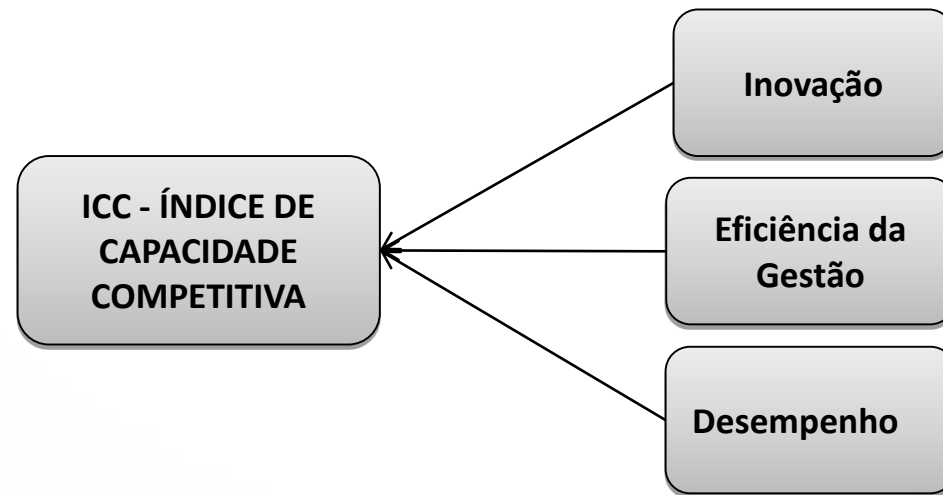 ICC - ÍNDICE DE
CAPACIDADE
COMPETITIVA
Inovação
Eficiência da
Gestão
Desempenho